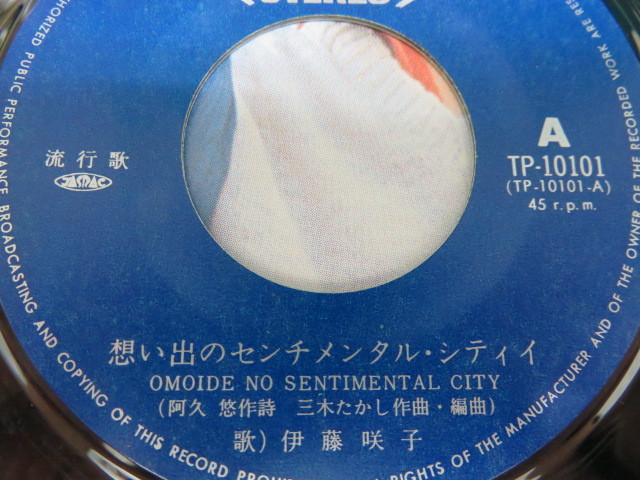 STEREO
流行歌
JASRAC
A
TP-10101
(TP-10101-A)
45 r.p.m.
想い出のセンチメンタル・シティイ
OMOIDE NO SENTIMENTAL CITY
(阿久 悠作詩 三木たかし作曲・編曲)
歌) 伊藤咲子
AND OF THE OWNER OF THE RECORDED WORK ARE RES
RIGHTS OF THE MANUFACTURER
HORIZED PUBLIC PERFORMANCE BROADCASTING AND COPYING OF THIS RECORD PROHI